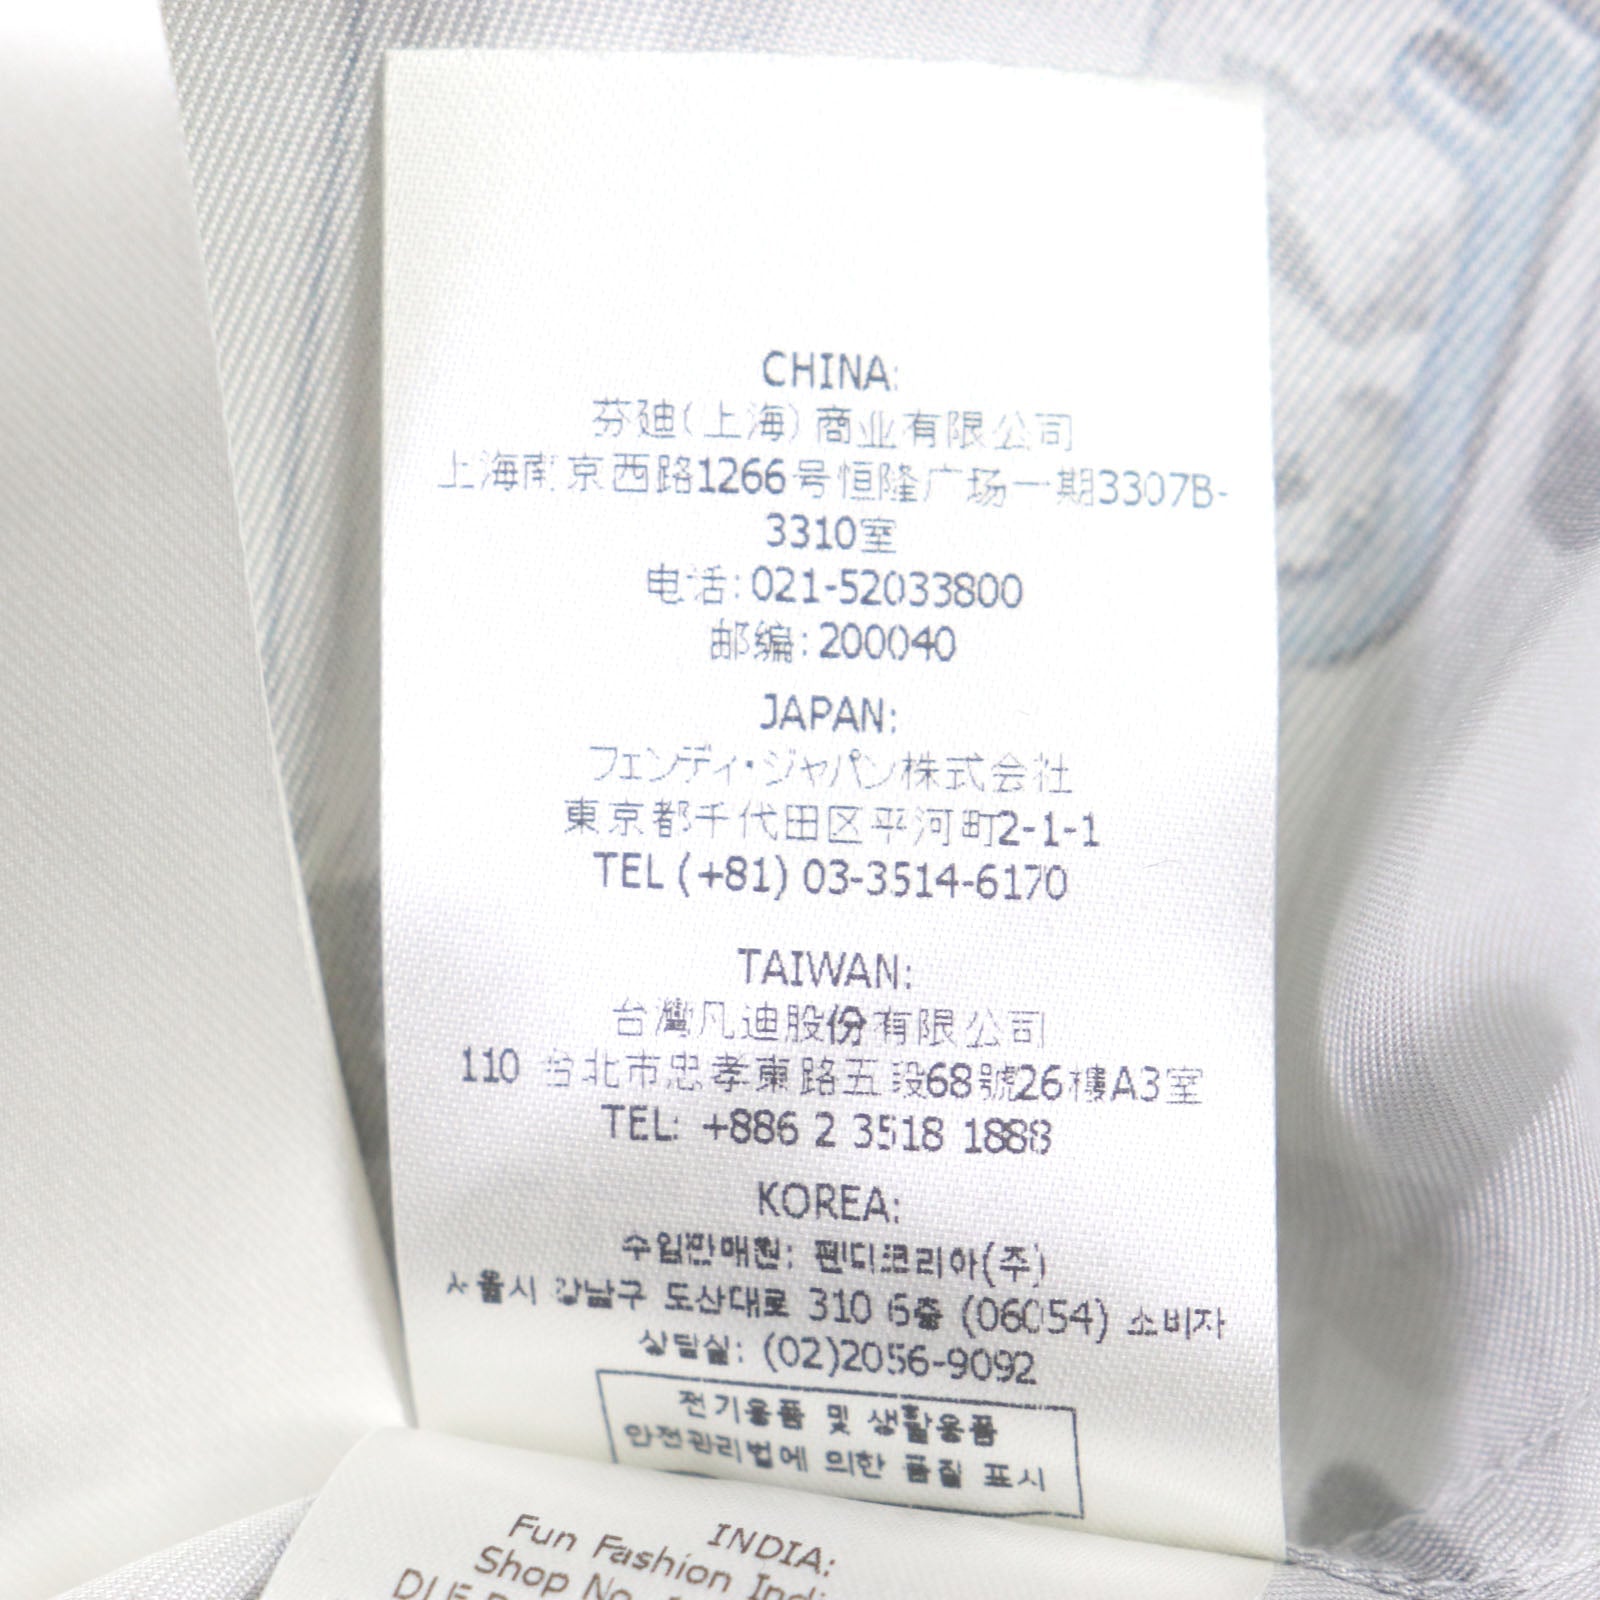 CHINA:
芬迪(上海)商业有限公司
上海南京西路1266号恒隆广场一期3307B-
3310室
电话: 021-52033800
邮编: 200040
JAPAN:
フェンディ・ジャパン株式会社
東京都千代田区平河町2-1-1
TEL (+81) 03-3514-6170
TAIWAN:
台灣凡迪股份有限公司
110 台北市忠孝東路五段68號26樓A3室
TEL: +886 2 3518 1888
KOREA:
수입판매원: 펜디코리아(주)
서울시 강남구 도산대로 310 6층 (06054) 소비자
상담실: (02)2056-9092
전기용품 및 생활용품
안전관리법에 의한 품질 표시
INDIA:
Fun Fashion
Shop No.
DLF